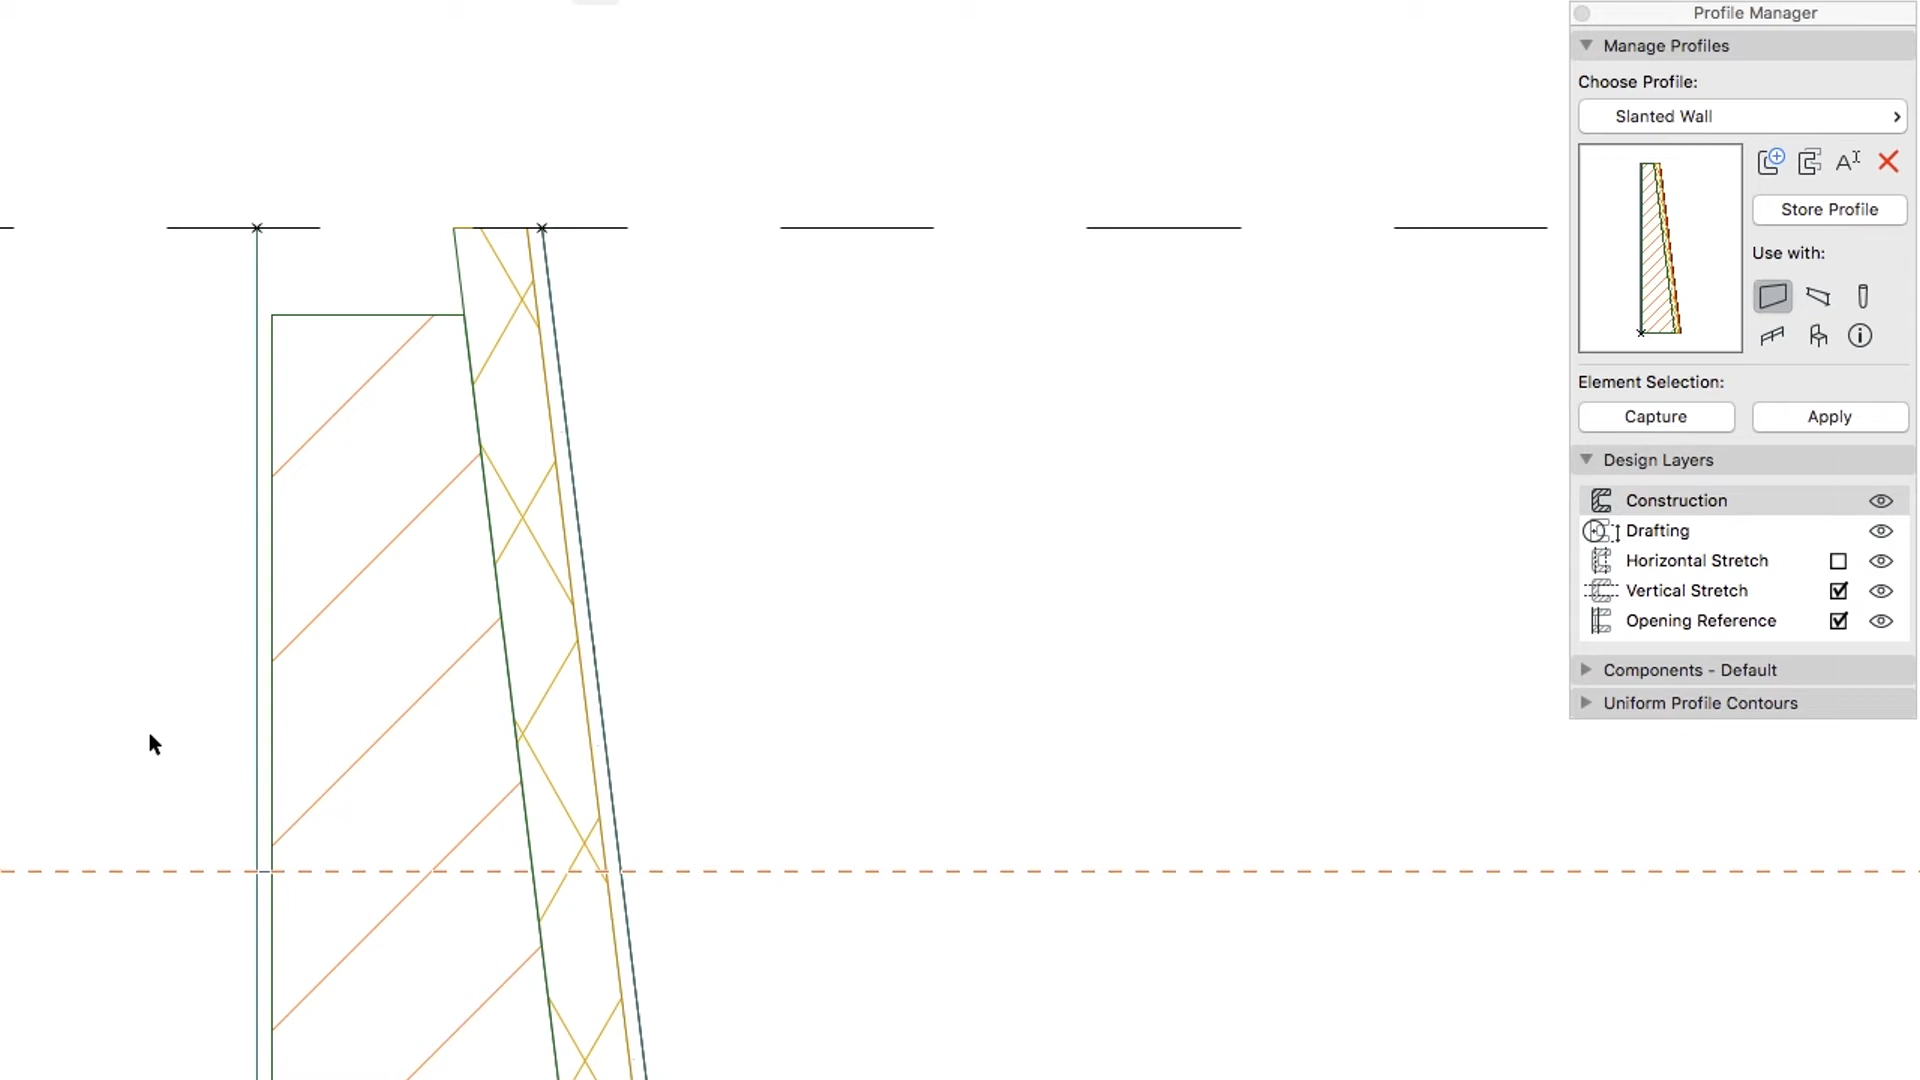 Profile Manager
Manage Profiles
Choose Profile:
Slanted Wall
Store Profile
Use with:
Element Selection:
Capture
Apply
Design Layers
Construction
Drafting
Horizontal Stretch
Vertical Stretch
Opening Reference
Components - Default
Uniform Profile Contours